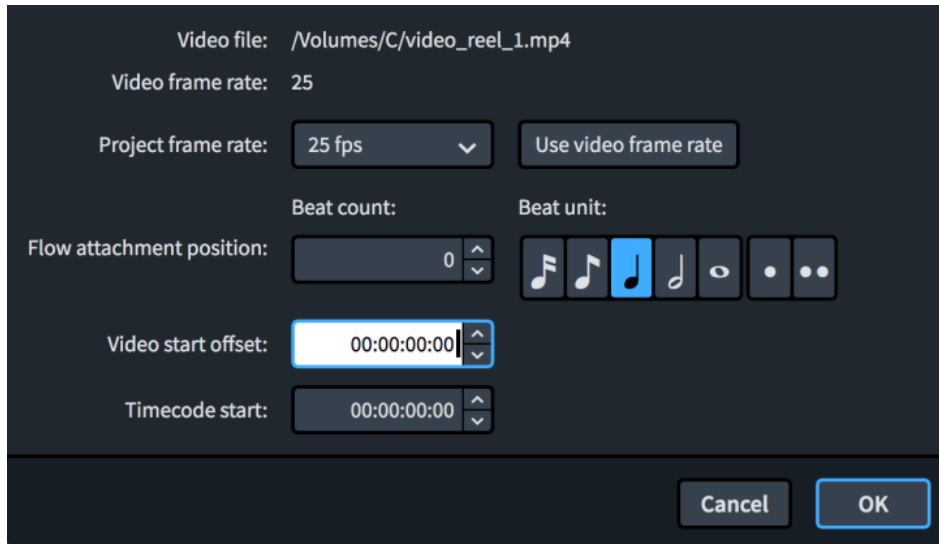 Video file: /Volumes/C/video_reel_1.mp4
Video frame rate: 25
Project frame rate: 25 fps Use video frame rate
Beat count: Beat unit:
Flow attachment position: 0
Video start offset: 00:00:00:00
Timecode start: 00:00:00:00
Cancel OK